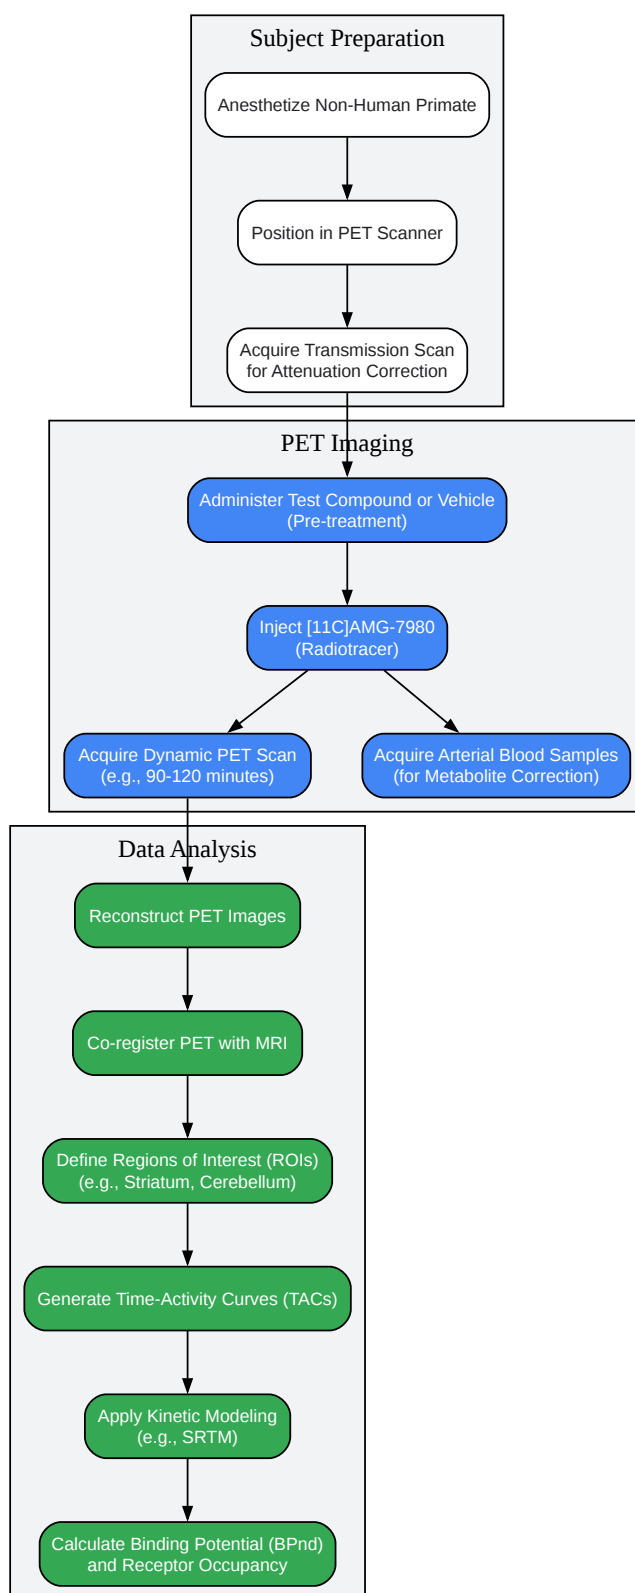 Subject Preparation
Anesthetize Non-Human Primate
Position in PET Scanner
Acquire Transmission Scan
for Attenuation Correction
PET Imaging
Administer Test Compound or Vehicle
(Pre-treatment)
Inject [11C]AMG-7980
(Radiotracer)
Acquire Dynamic PET Scan
(e.g., 90-120 minutes)
Acquire Arterial Blood Samples
(for Metabolite Correction)
Data Analysis
Reconstruct PET Images
Co-register PET with MRI
Define Regions of Interest (ROIs)
(e.g., Striatum, Cerebellum)
Generate Time-Activity Curves (TACs)
Apply Kinetic Modeling
(e.g., SRTM)
Calculate Binding Potential (BPnd)
and Receptor Occupancy